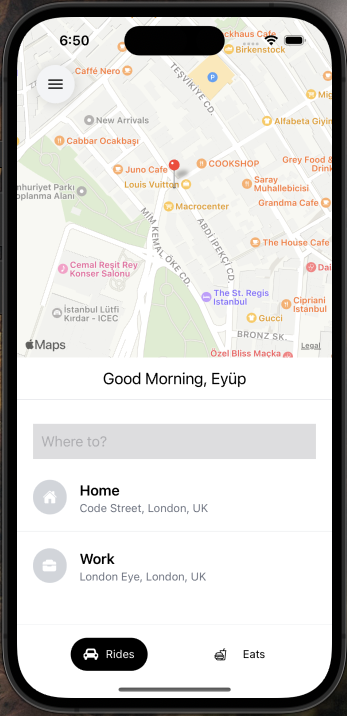 6:50
ckhaus Cafe
Birkenstock
Caffé Nero
TEŞVİKİYE CD.
P
Mig
New Arrivals
Alfabeta Giyim
Cabbar Ocakbaşı
Juno Cafe
COOKSHOP
Grey Food &
Drink
Louis Vuitton
Saray
Muhallebicisi
nhuriyet Parkı
oplanma Alanı
Macrocenter
Grandma Cafe
MİM KEMAL ÖKE CD.
ABDİ İPEKÇİ CD.
The House Cafe
Cemal Reşit Rey
Konser Salonu
Dai
The St. Regis
Istanbul
Cipriani
Istanbul
İstanbul Lütfi
Kırdar - ICEC
Gucci
BRONZ SK.
Maps
Legal
Özel Bliss Maçka
Good Morning, Eyüp
Where to?
Home
Code Street, London, UK
Work
London Eye, London, UK
Rides
Eats